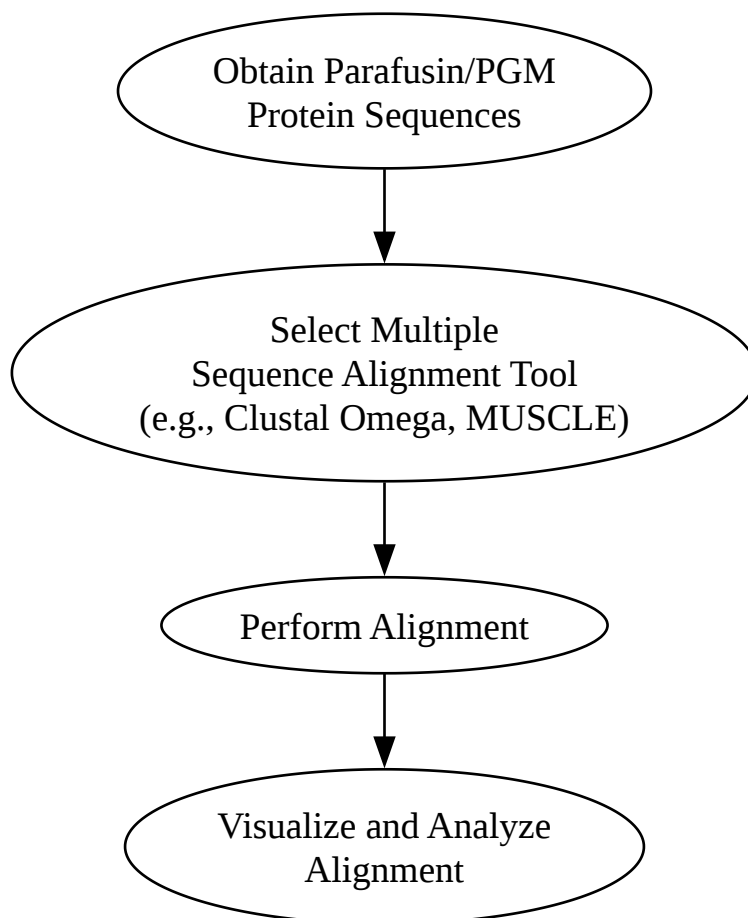 Obtain Parafusin/PGM
Protein Sequences
Select Multiple
Sequence Alignment Tool
(e.g., Clustal Omega, MUSCLE)
Perform Alignment
Visualize and Analyze
Alignment